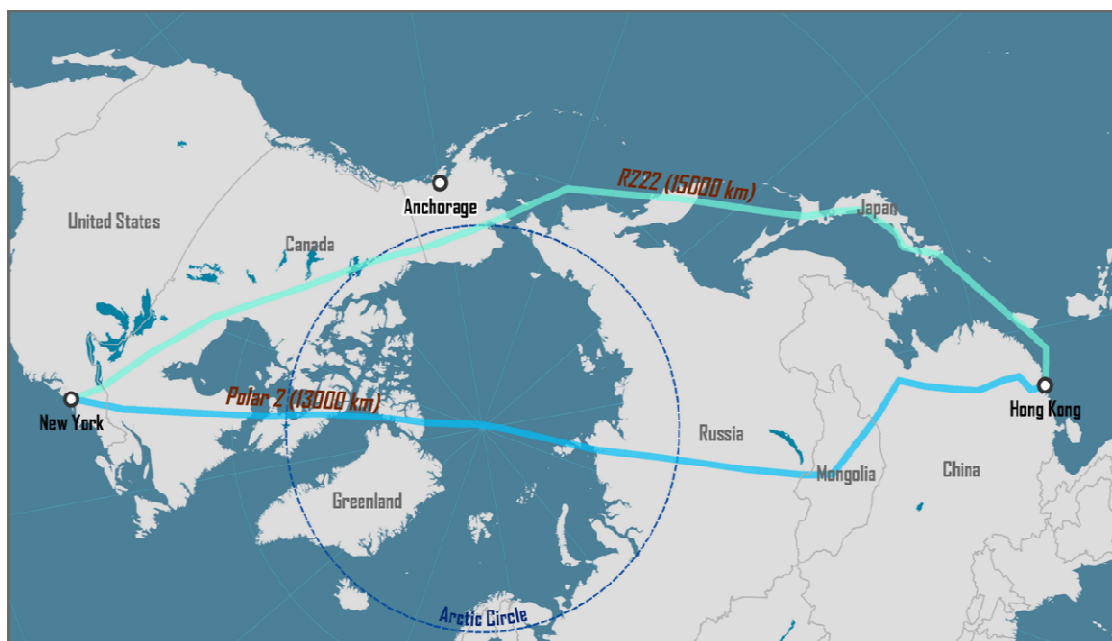 R222 (15000 km)
Anchorage
Japan
United States
Canada
Polar 2 (13000 km)
New York
Hong Kong
Russia
Mongolia
China
Greenland
Arctic Circle